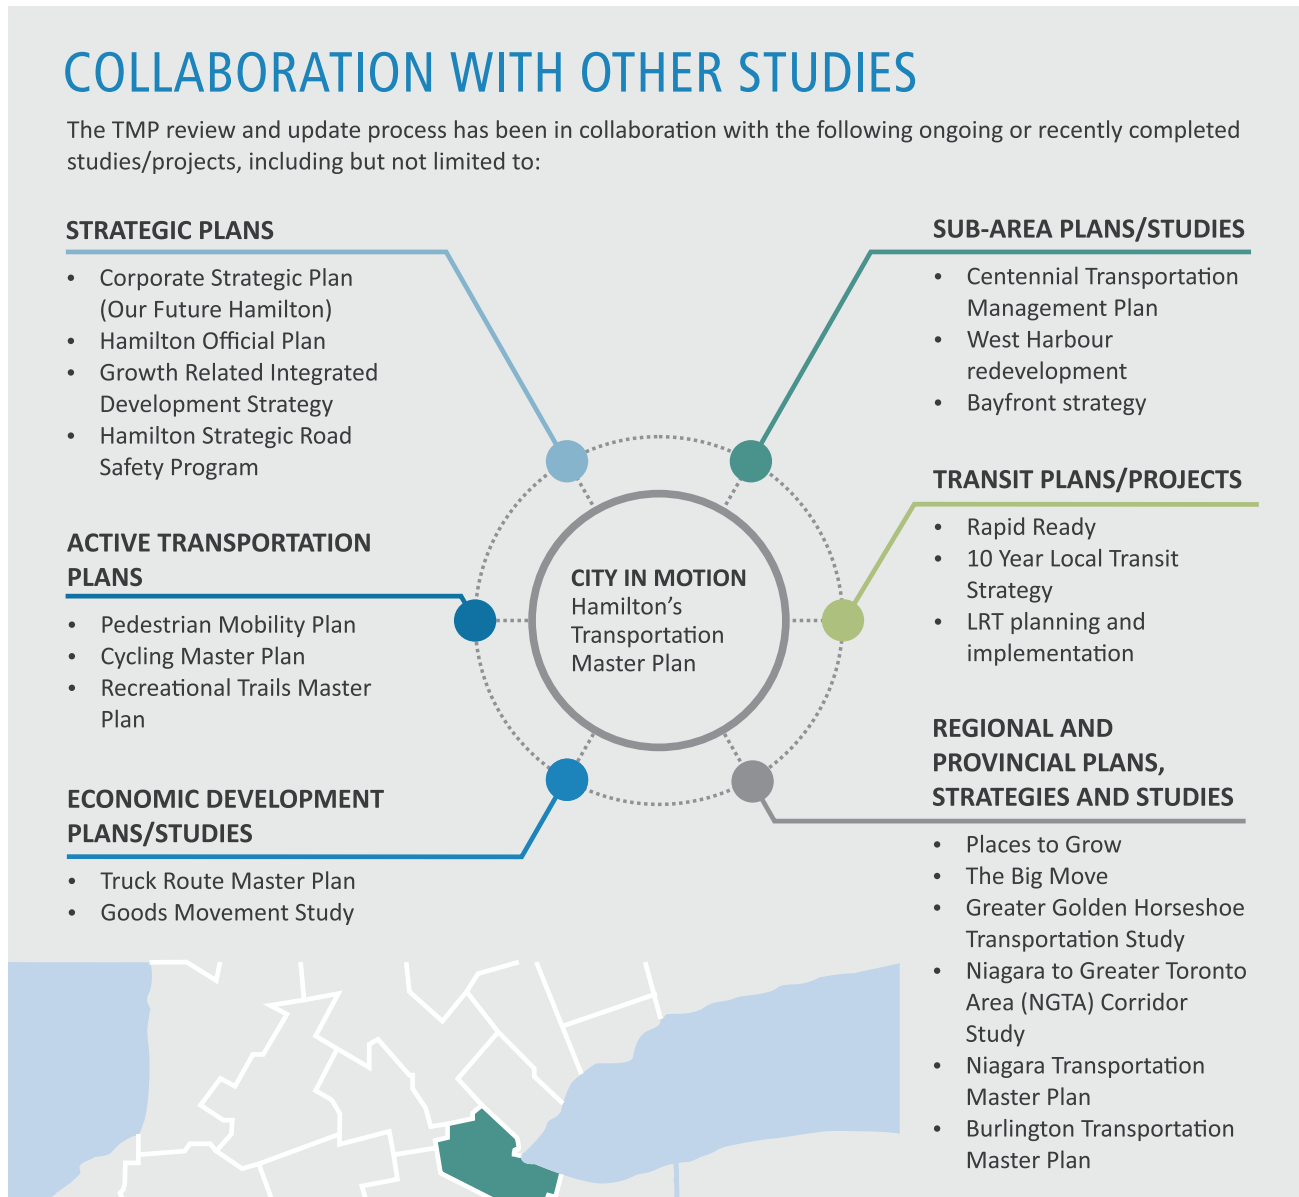 COLLABORATION WITH OTHER STUDIES
The TMP review and update process has been in collaboration with the following ongoing or recently completed
studies/projects, including but not limited to:
STRATEGIC PLANS
• Corporate Strategic Plan
(Our Future Hamilton)
• Hamilton Official Plan
• Growth Related Integrated
Development Strategy
• Hamilton Strategic Road
Safety Program
ACTIVE TRANSPORTATION
PLANS
• Pedestrian Mobility Plan
• Cycling Master Plan
• Recreational Trails Master
Plan
ECONOMIC DEVELOPMENT
PLANS/STUDIES
• Truck Route Master Plan
• Goods Movement Study
CITY IN MOTION
Hamilton's
Transportation
Master Plan
SUB-AREA PLANS/STUDIES
• Centennial Transportation
Management Plan
• West Harbour
redevelopment
• Bayfront strategy
TRANSIT PLANS/PROJECTS
• Rapid Ready
• 10 Year Local Transit
Strategy
• LRT planning and
implementation
REGIONAL AND
PROVINCIAL PLANS,
STRATEGIES AND STUDIES
• Places to Grow
• The Big Move
• Greater Golden Horseshoe
Transportation Study
• Niagara to Greater Toronto
Area (NGTA) Corridor
Study
• Niagara Transportation
Master Plan
• Burlington Transportation
Master Plan